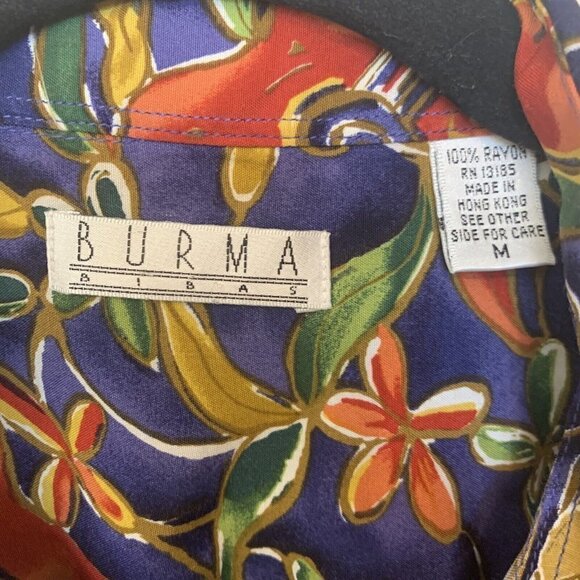 BURMA
BIBAS
100% RAYON
RN 13185
MADE IN
HONG KONG
SEE OTHER
SIDE FOR CARE
M